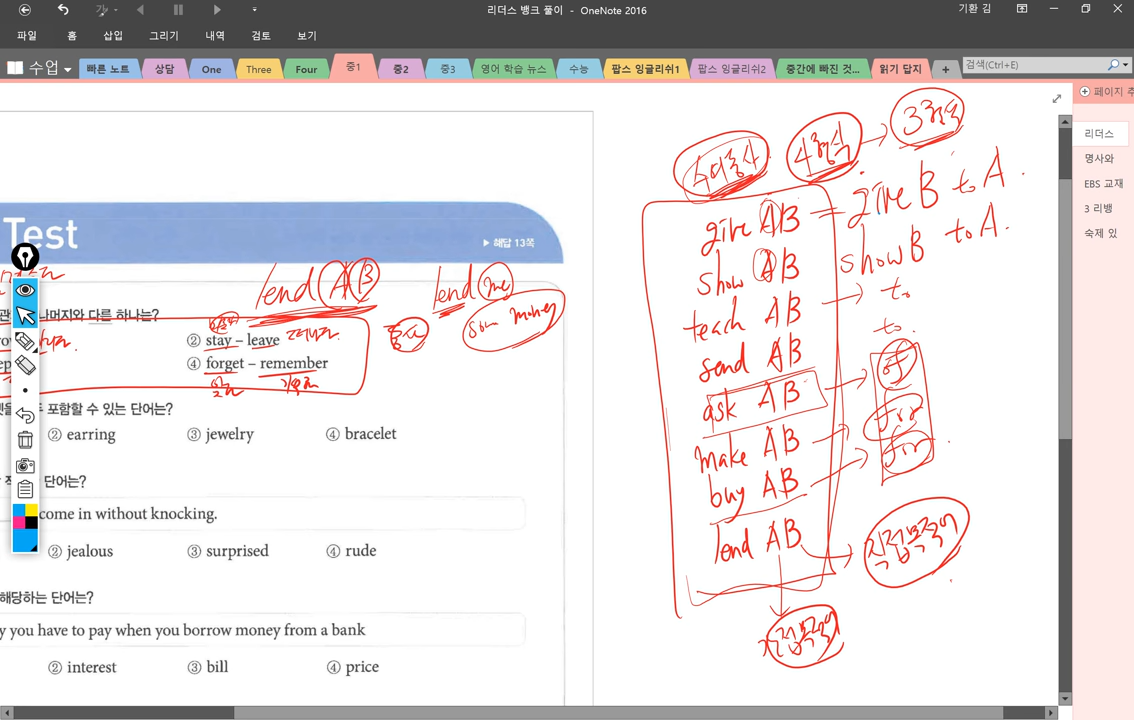 리더스 뱅크 풀이 - OneNote 2016
기환 김
파일 홈 삽입 그리기 내역 검토 보기
수업 빠른 노트 상담 One Three Four 중1 중2 중3 영어 학습 뉴스 수능 팝스 잉글리쉬1 팝스 잉글리쉬2 중간에 빠진 것... 읽기 답지 +
검색(Ctrl+E)
페이지 추
리더스
명사와
EBS 교재
3 리뱅
숙제 있
Test
▶ 해답 13쪽
lend A B
lend me
some money
나머지와 다른 하나는?
② stay – leave
④ forget – remember
포함할 수 있는 단어는?
② earring ③ jewelry ④ bracelet
단어는?
come in without knocking.
② jealous ③ surprised ④ rude
해당하는 단어는?
y you have to pay when you borrow money from a bank
② interest ③ bill ④ price
수여동사 4형식 → 3형식
give AB = give B to A.
show AB show B to A.
teach AB → to
send AB to.
ask AB → of
make AB → for
buy AB → for
lend AB → 직접목적어
간접목적어